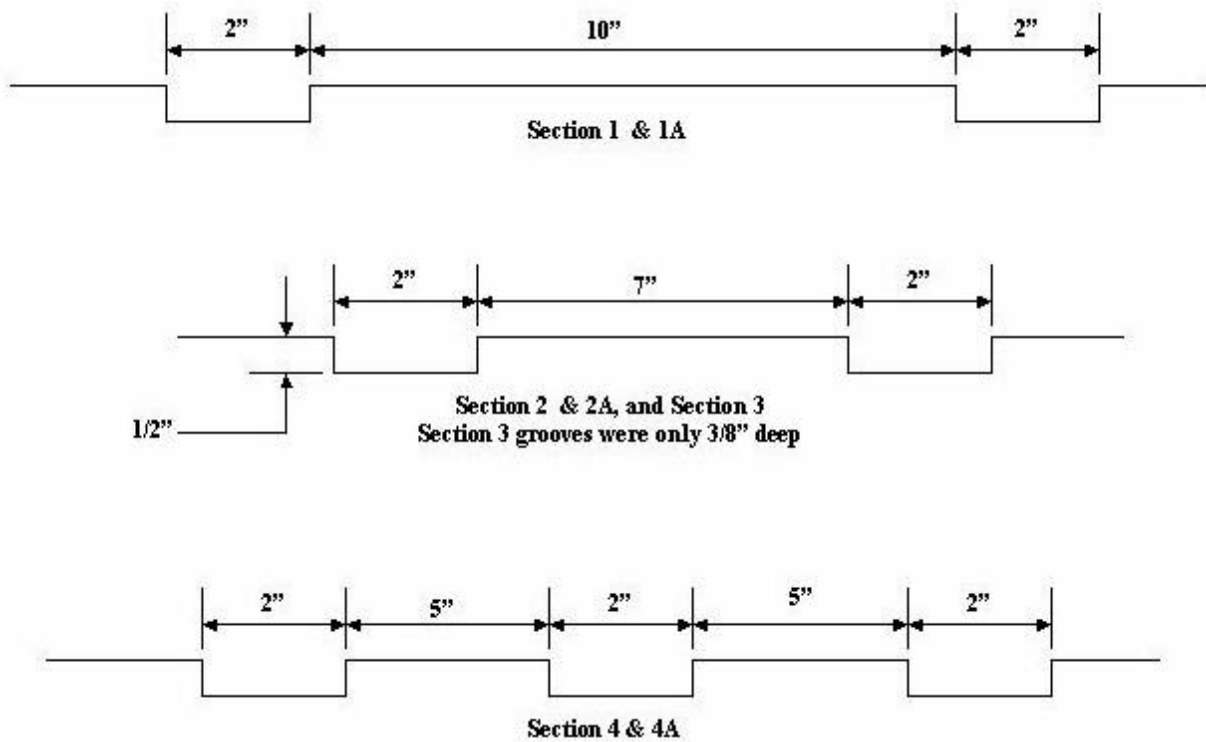 2” 10” 2”
Section 1 & 1A
2” 7” 2”
1/2”
Section 2 & 2A, and Section 3
Section 3 grooves were only 3/8” deep
2” 5” 2” 5” 2”
Section 4 & 4A